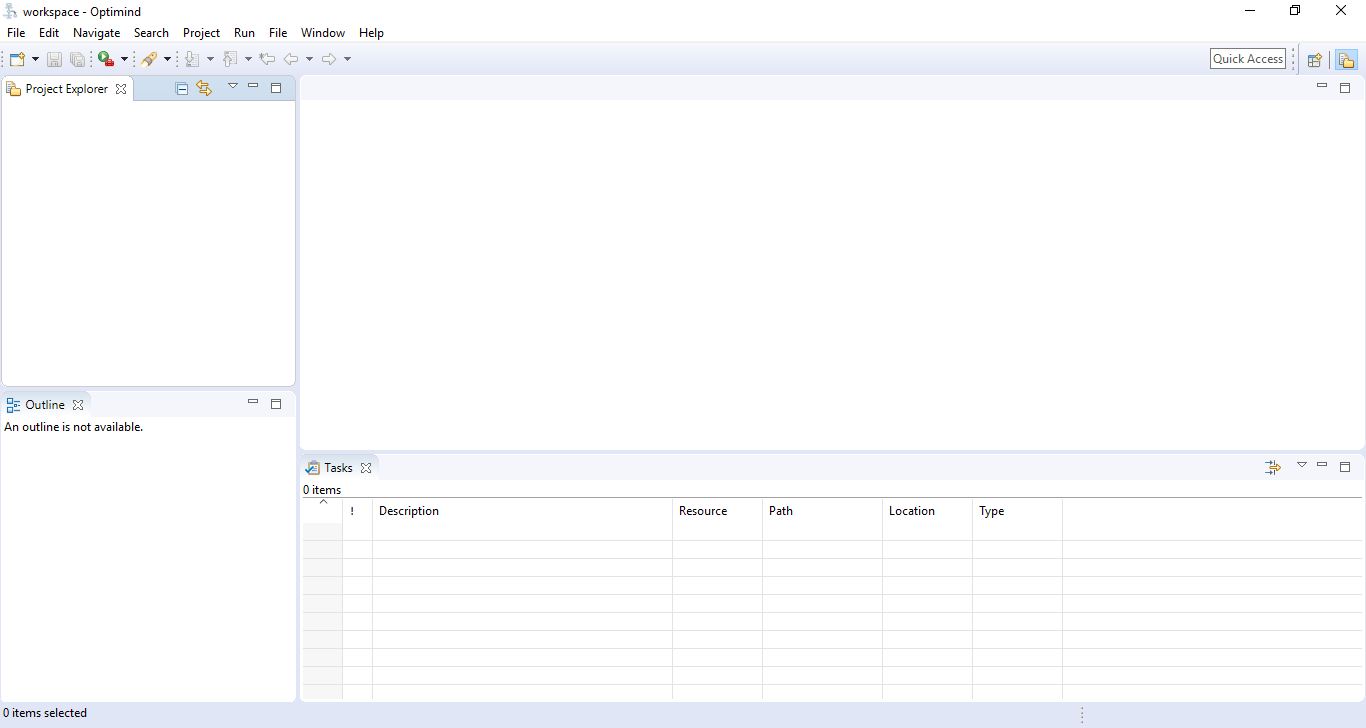 workspace - Optimind
File Edit Navigate Search Project Run File Window Help
Quick Access
Project Explorer
Outline
An outline is not available.
Tasks
0 items
! Description Resource Path Location Type
0 items selected